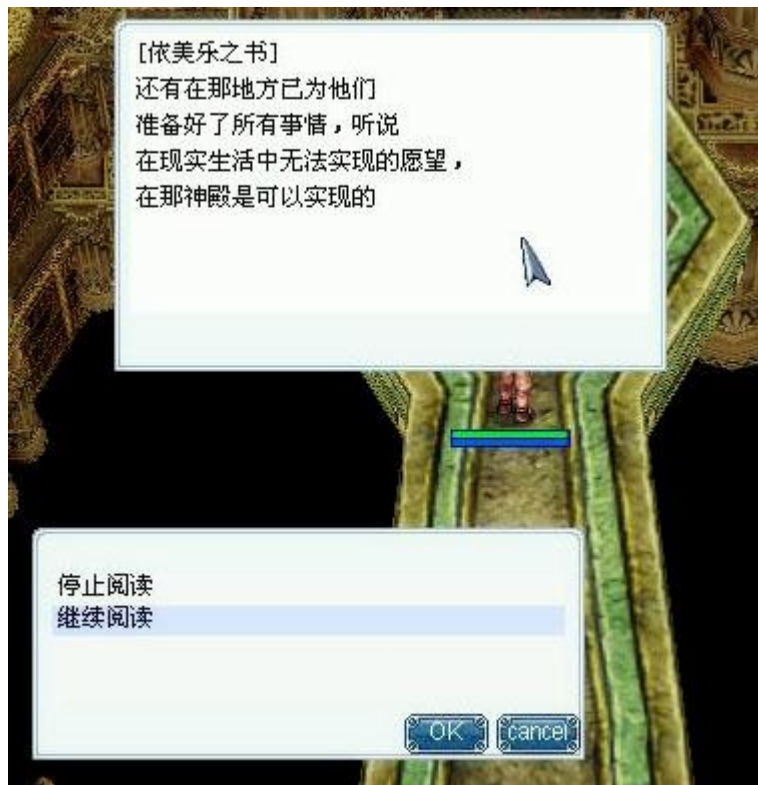 [依美乐之书]
还有在那地方已为他们
准备好了所有事情，听说
在现实生活中无法实现的愿望，
在那神殿是可以实现的
停止阅读
继续阅读
OK
cancel